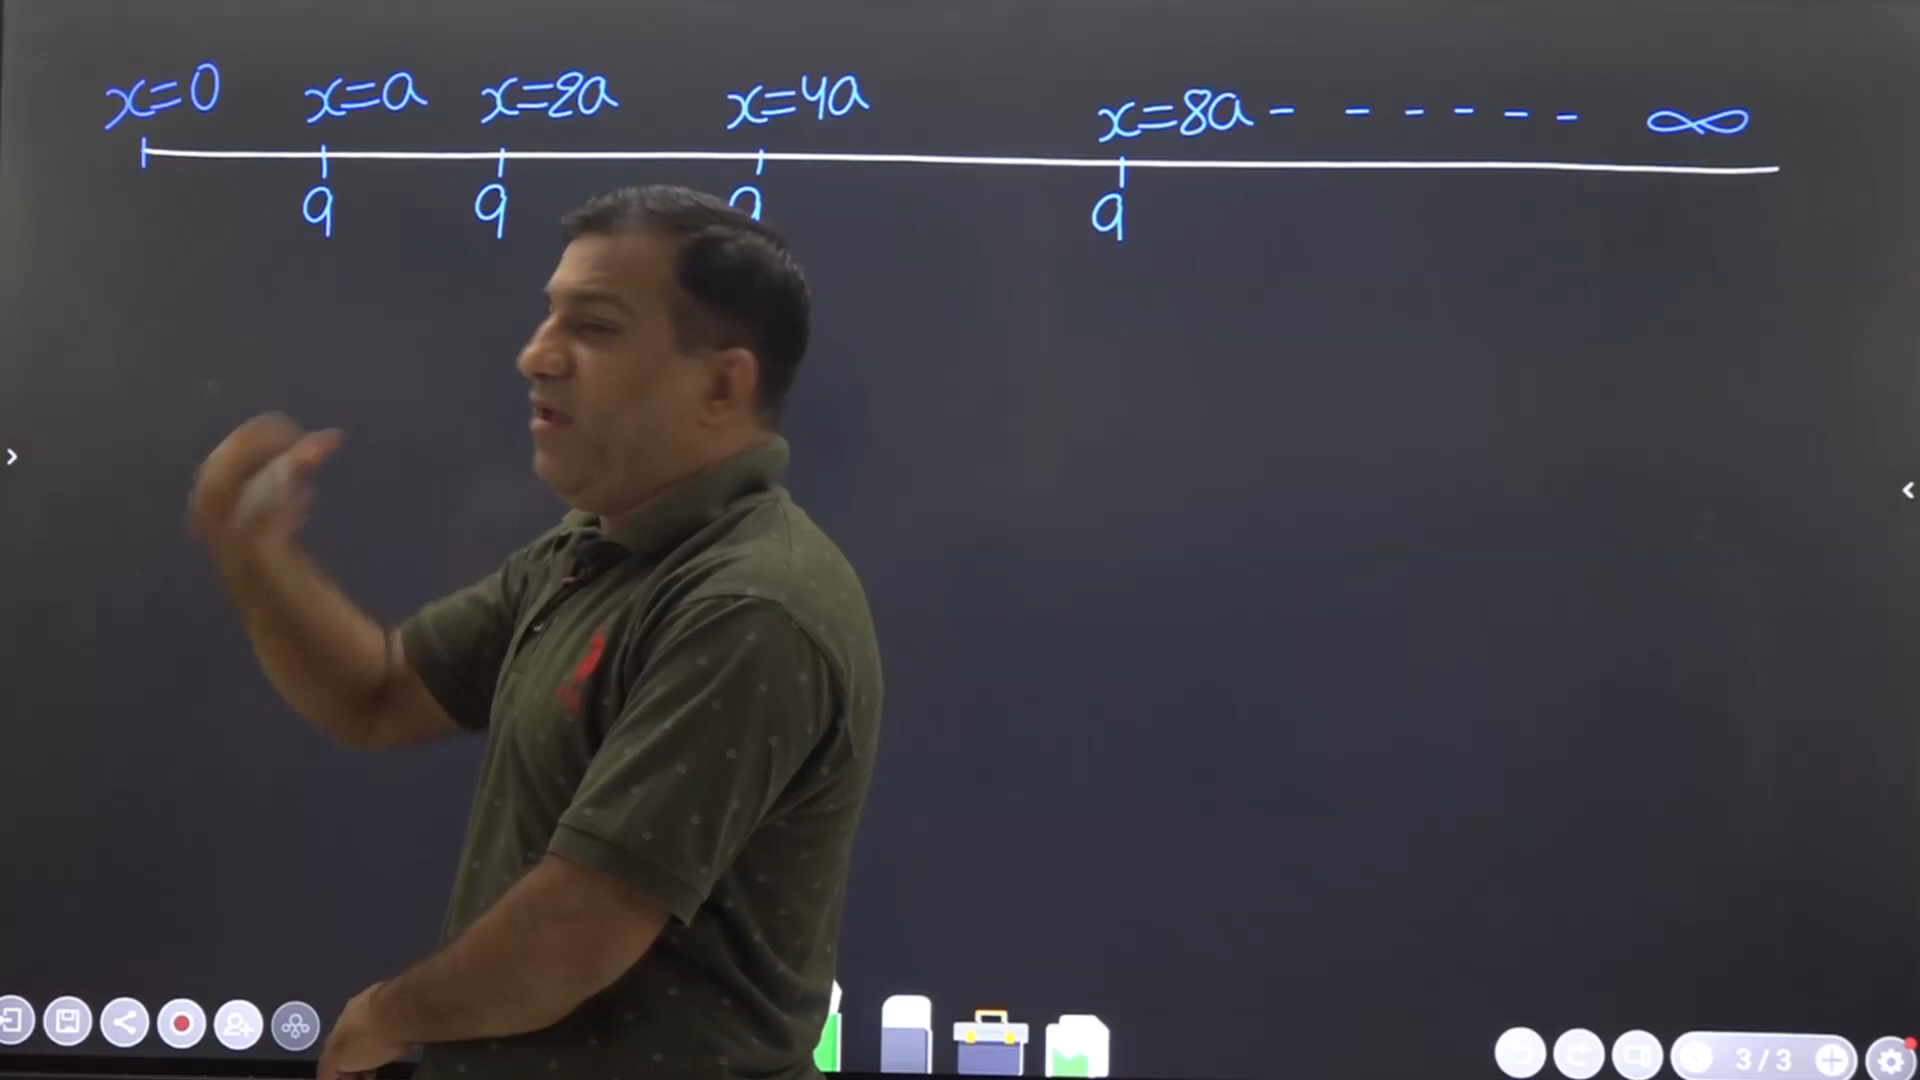 x=0 x=a x=2a x=4a x=8a - - - - - - ∞
q q q q
3/3